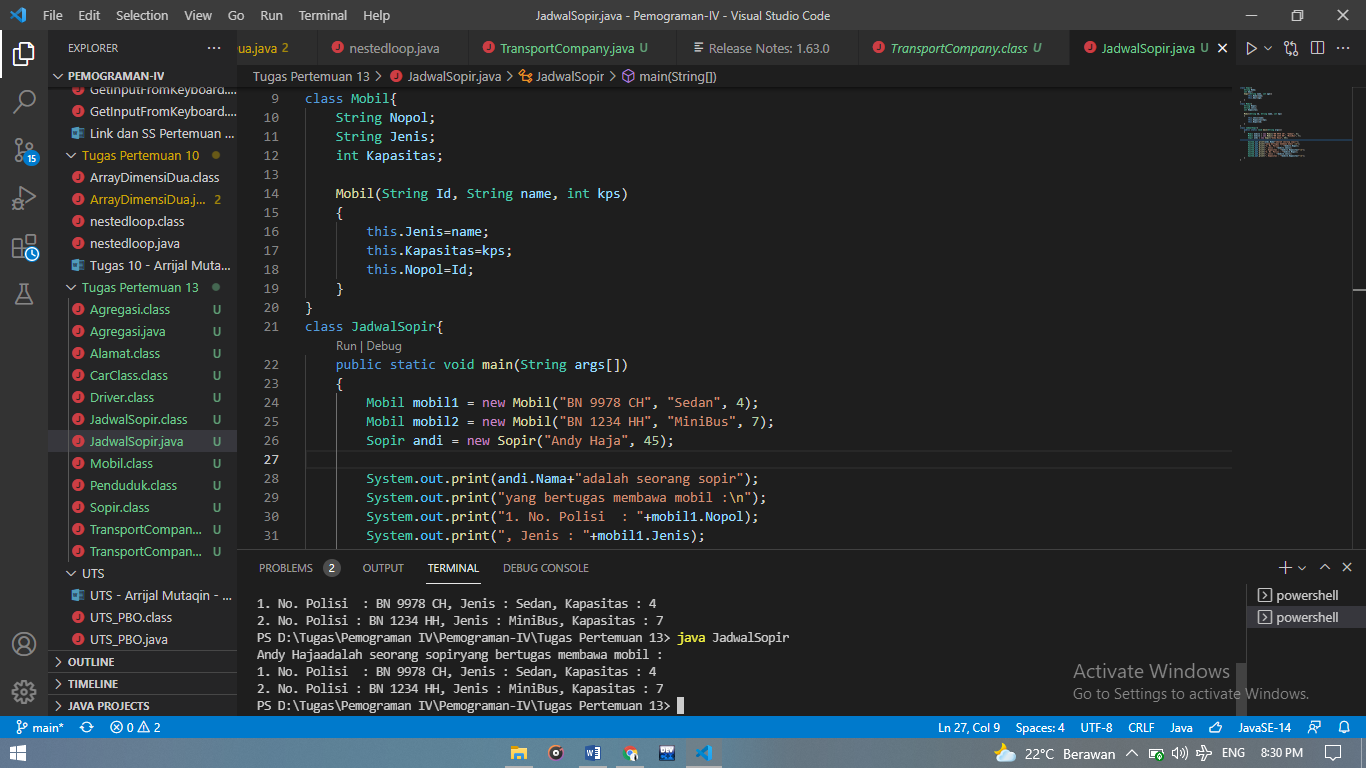 File Edit Selection View Go Run Terminal Help JadwalSopir.java - Pemograman-IV - Visual Studio Code
EXPLORER ···
Dua.java 2 nestedloop.java TransportCompany.java U Release Notes: 1.63.0 TransportCompany.class U JadwalSopir.java U
Tugas Pertemuan 13 > JadwalSopir.java > JadwalSopir > main(String[])
PEMOGRAMAN-IV
GetInputFromKeyboard....
GetInputFromKeyboard....
Link dan SS Pertemuan ...
Tugas Pertemuan 10
ArrayDimensiDua.class
ArrayDimensiDua.j... 2
nestedloop.class
nestedloop.java
Tugas 10 - Arrijal Muta...
Tugas Pertemuan 13
Agregasi.class U
Agregasi.java U
Alamat.class U
CarClass.class U
Driver.class U
JadwalSopir.class U
JadwalSopir.java U
Mobil.class U
Penduduk.class U
Sopir.class U
TransportCompan... U
TransportCompan... U
UTS
UTS - Arrijal Mutaqin - ...
UTS_PBO.class
UTS_PBO.java
OUTLINE
TIMELINE
JAVA PROJECTS
15
9 class Mobil{
10 String Nopol;
11 String Jenis;
12 int Kapasitas;
13
14 Mobil(String Id, String name, int kps)
15 {
16 this.Jenis=name;
17 this.Kapasitas=kps;
18 this.Nopol=Id;
19 }
20 }
21 class JadwalSopir{
Run | Debug
22 public static void main(String args[])
23 {
24 Mobil mobil1 = new Mobil("BN 9978 CH", "Sedan", 4);
25 Mobil mobil2 = new Mobil("BN 1234 HH", "MiniBus", 7);
26 Sopir andi = new Sopir("Andy Haja", 45);
27
28 System.out.print(andi.Nama+"adalah seorang sopir");
29 System.out.print("yang bertugas membawa mobil :\n");
30 System.out.print("1. No. Polisi  : "+mobil1.Nopol);
31 System.out.print(", Jenis : "+mobil1.Jenis);
PROBLEMS 2 OUTPUT TERMINAL DEBUG CONSOLE
1. No. Polisi  : BN 9978 CH, Jenis : Sedan, Kapasitas : 4
2. No. Polisi : BN 1234 HH, Jenis : MiniBus, Kapasitas : 7
PS D:\Tugas\Pemograman IV\Pemograman-IV\Tugas Pertemuan 13> java JadwalSopir
Andy Hajaadalah seorang sopiryang bertugas membawa mobil :
1. No. Polisi  : BN 9978 CH, Jenis : Sedan, Kapasitas : 4
2. No. Polisi : BN 1234 HH, Jenis : MiniBus, Kapasitas : 7
PS D:\Tugas\Pemograman IV\Pemograman-IV\Tugas Pertemuan 13>
powershell
powershell
Activate Windows
Go to Settings to activate Windows.
main* 0 2 Ln 27, Col 9 Spaces: 4 UTF-8 CRLF Java JavaSE-14
22°C Berawan ENG 8:30 PM